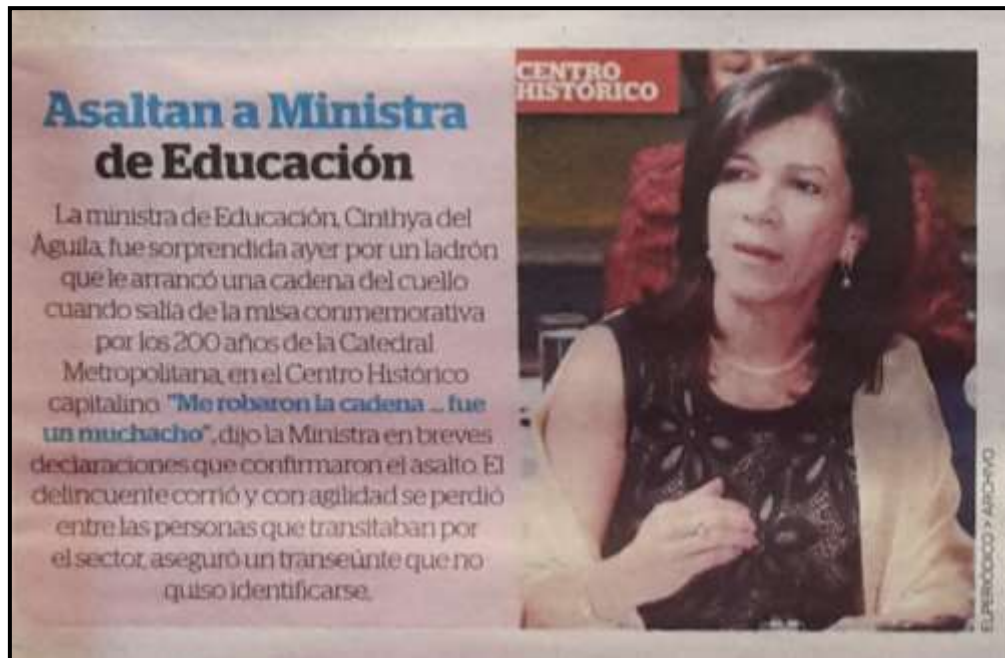 Asaltan a Ministra
de Educación
La ministra de Educación, Cinthya del
Águila, fue sorprendida ayer por un ladrón
que le arrancó una cadena del cuello
cuando salía de la misa conmemorativa
por los 200 años de la Catedral
Metropolitana, en el Centro Histórico
capitalino. "Me robaron la cadena ... fue
un muchacho", dijo la Ministra en breves
declaraciones que confirmaron el asalto. El
delincuente corrió y con agilidad se perdió
entre las personas que transitaban por
el sector, aseguró un transeúnte que no
quiso identificarse.
CENTRO
HISTÓRICO
ELPERIÓDICO > ARCHIVO